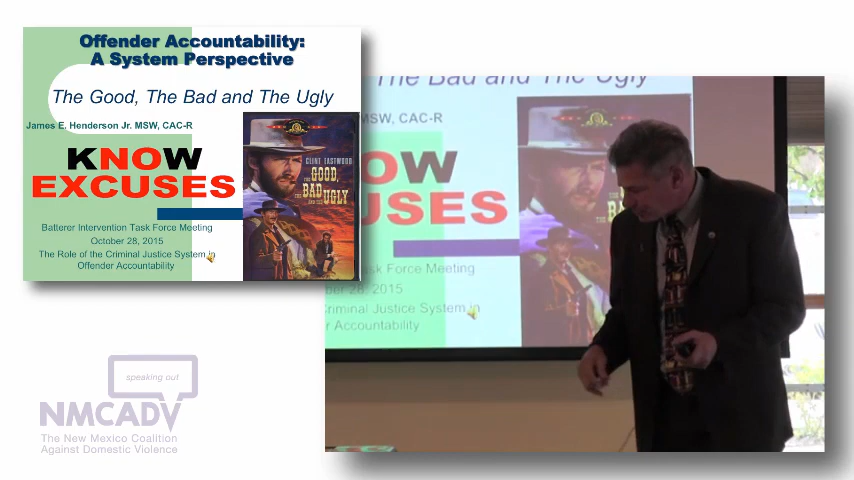 Offender Accountability:
A System Perspective
The Good, The Bad and The Ugly
James E. Henderson Jr. MSW, CAC-R
KNOW
EXCUSES
CLINT EASTWOOD
THE GOOD,
THE BAD
AND THE UGLY
Batterer Intervention Task Force Meeting
October 28, 2015
The Role of the Criminal Justice System in
Offender Accountability
The Bad and The Ugly
MSW, CAC-R
OW
USES
ask Force Meeting
ber 28, 2015
Criminal Justice System in
r Accountability
speaking out
NMCADV
The New Mexico Coalition
Against Domestic Violence